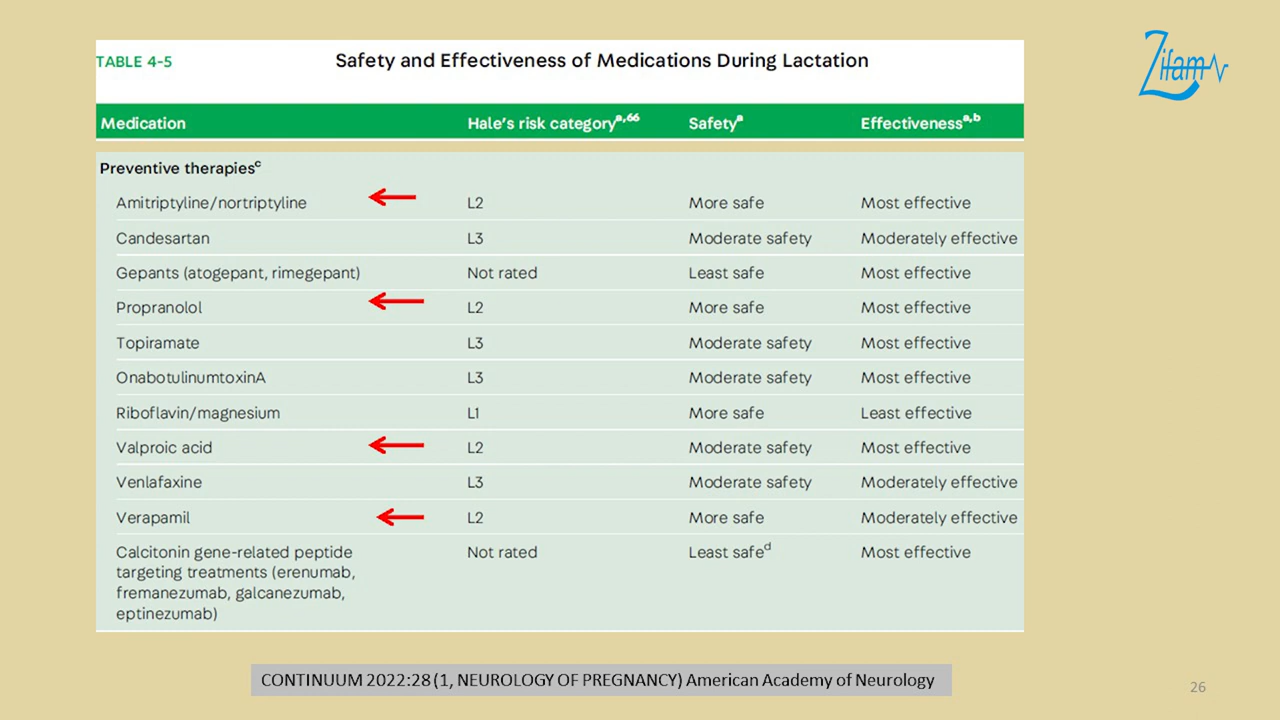 Zifam
TABLE 4-5 Safety and Effectiveness of Medications During Lactation
Medication Hale's risk category^a,66 Safety^a Effectiveness^a,b
Preventive therapies^c
Amitriptyline/nortriptyline L2 More safe Most effective
Candesartan L3 Moderate safety Moderately effective
Gepants (atogepant, rimegepant) Not rated Least safe Most effective
Propranolol L2 More safe Most effective
Topiramate L3 Moderate safety Most effective
OnabotulinumtoxinA L3 Moderate safety Most effective
Riboflavin/magnesium L1 More safe Least effective
Valproic acid L2 Moderate safety Most effective
Venlafaxine L3 Moderate safety Moderately effective
Verapamil L2 More safe Moderately effective
Calcitonin gene-related peptide Not rated Least safe^d Most effective
targeting treatments (erenumab,
fremanezumab, galcanezumab,
eptinezumab)
CONTINUUM 2022:28 (1, NEUROLOGY OF PREGNANCY) American Academy of Neurology
26